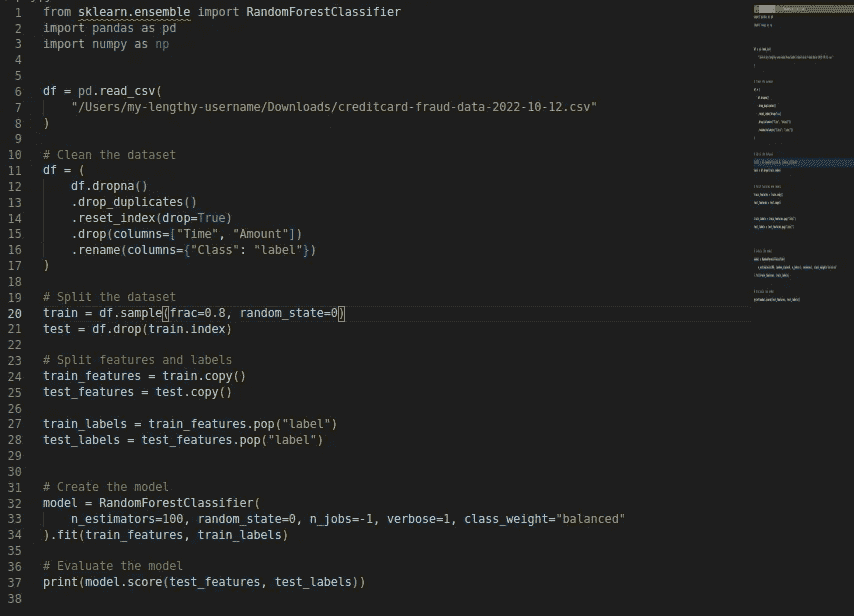 1 from sklearn.ensemble import RandomForestClassifier
2 import pandas as pd
3 import numpy as np
4
5
6 df = pd.read_csv(
7     "/Users/my-lengthy-username/Downloads/creditcard-fraud-data-2022-10-12.csv"
8 )
9
10 # Clean the dataset
11 df = (
12     df.dropna()
13     .drop_duplicates()
14     .reset_index(drop=True)
15     .drop(columns=["Time", "Amount"])
16     .rename(columns={"Class": "label"})
17 )
18
19 # Split the dataset
20 train = df.sample(frac=0.8, random_state=0)
21 test = df.drop(train.index)
22
23 # Split features and labels
24 train_features = train.copy()
25 test_features = test.copy()
26
27 train_labels = train_features.pop("label")
28 test_labels = test_features.pop("label")
29
30
31 # Create the model
32 model = RandomForestClassifier(
33     n_estimators=100, random_state=0, n_jobs=-1, verbose=1, class_weight="balanced"
34 ).fit(train_features, train_labels)
35
36 # Evaluate the model
37 print(model.score(test_features, test_labels))
38